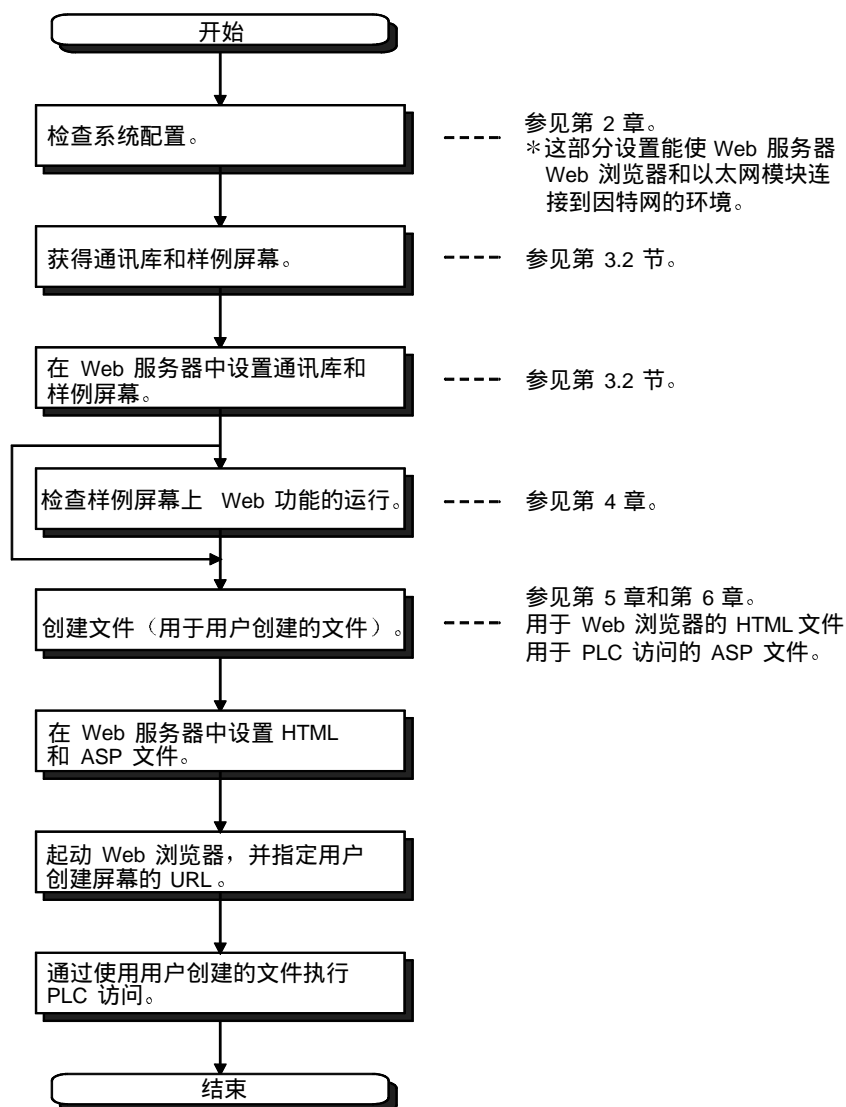 开始
检查系统配置。
参见第 2 章。
＊这部分设置能使 Web 服务器
Web 浏览器和以太网模块连
接到因特网的环境。
获得通讯库和样例屏幕。
参见第 3.2 节。
在 Web 服务器中设置通讯库和
样例屏幕。
参见第 3.2 节。
检查样例屏幕上 Web 功能的运行。
参见第 4 章。
创建文件（用于用户创建的文件）。
参见第 5 章和第 6 章。
用于 Web 浏览器的 HTML 文件
用于 PLC 访问的 ASP 文件。
在 Web 服务器中设置 HTML
和 ASP 文件。
起动 Web 浏览器，并指定用户
创建屏幕的 URL。
通过使用用户创建的文件执行
PLC 访问。
结束